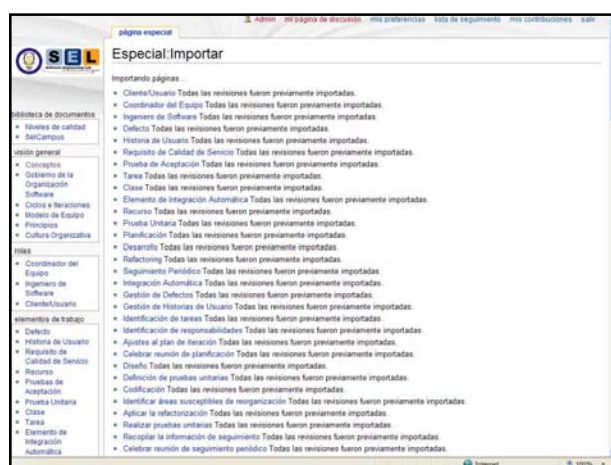 Admin mi página de discusión mis preferencias lista de seguimiento mis contribuciones salir
página especial
SEL
Especial:Importar
Importando páginas...
Cliente/Usuario Todas las revisiones fueron previamente importadas.
Coordinador del Equipo Todas las revisiones fueron previamente importadas.
Ingeniero de Software Todas las revisiones fueron previamente importadas.
Defecto Todas las revisiones fueron previamente importadas.
Historia de Usuario Todas las revisiones fueron previamente importadas.
Requisito de Calidad de Servicio Todas las revisiones fueron previamente importadas.
Prueba de Aceptación Todas las revisiones fueron previamente importadas.
Tarea Todas las revisiones fueron previamente importadas.
Clase Todas las revisiones fueron previamente importadas.
Elemento de Integración Automática Todas las revisiones fueron previamente importadas.
Recurso Todas las revisiones fueron previamente importadas.
Prueba Unitaria Todas las revisiones fueron previamente importadas.
Planificación Todas las revisiones fueron previamente importadas.
Desarrollo Todas las revisiones fueron previamente importadas.
Refactoring Todas las revisiones fueron previamente importadas.
Seguimiento Periódico Todas las revisiones fueron previamente importadas.
Integración Automática Todas las revisiones fueron previamente importadas.
Gestión de Defectos Todas las revisiones fueron previamente importadas.
Gestión de Historias de Usuario Todas las revisiones fueron previamente importadas.
Identificación de tareas Todas las revisiones fueron previamente importadas.
Identificación de responsabilidades Todas las revisiones fueron previamente importadas.
Ajustes al plan de iteración Todas las revisiones fueron previamente importadas.
Celebrar reunión de planificación Todas las revisiones fueron previamente importadas.
Diseño Todas las revisiones fueron previamente importadas.
Definición de pruebas unitarias Todas las revisiones fueron previamente importadas.
Codificación Todas las revisiones fueron previamente importadas.
Identificar áreas susceptibles de reorganización Todas las revisiones fueron previamente importadas.
Aplicar la refactorización Todas las revisiones fueron previamente importadas.
Realizar pruebas unitarias Todas las revisiones fueron previamente importadas.
Recopilar la información de seguimiento Todas las revisiones fueron previamente importadas.
Celebrar reunión de seguimiento periódico Todas las revisiones fueron previamente importadas.
biblioteca de documentos
Niveles de calidad
SelCampus
visión general
Conceptos
Gobierno de la
Organización
Software
Ciclos e Iteraciones
Modelo de Equipo
Principios
Cultura Organizativa
roles
Coordinador del
Equipo
Ingeniero de
Software
Cliente/Usuario
elementos de trabajo
Defecto
Historia de Usuario
Requisito de
Calidad de Servicio
Recurso
Pruebas de
Aceptación
Prueba Unitaria
Clase
Tarea
Elemento de
Integración
Automática
Internet 100%